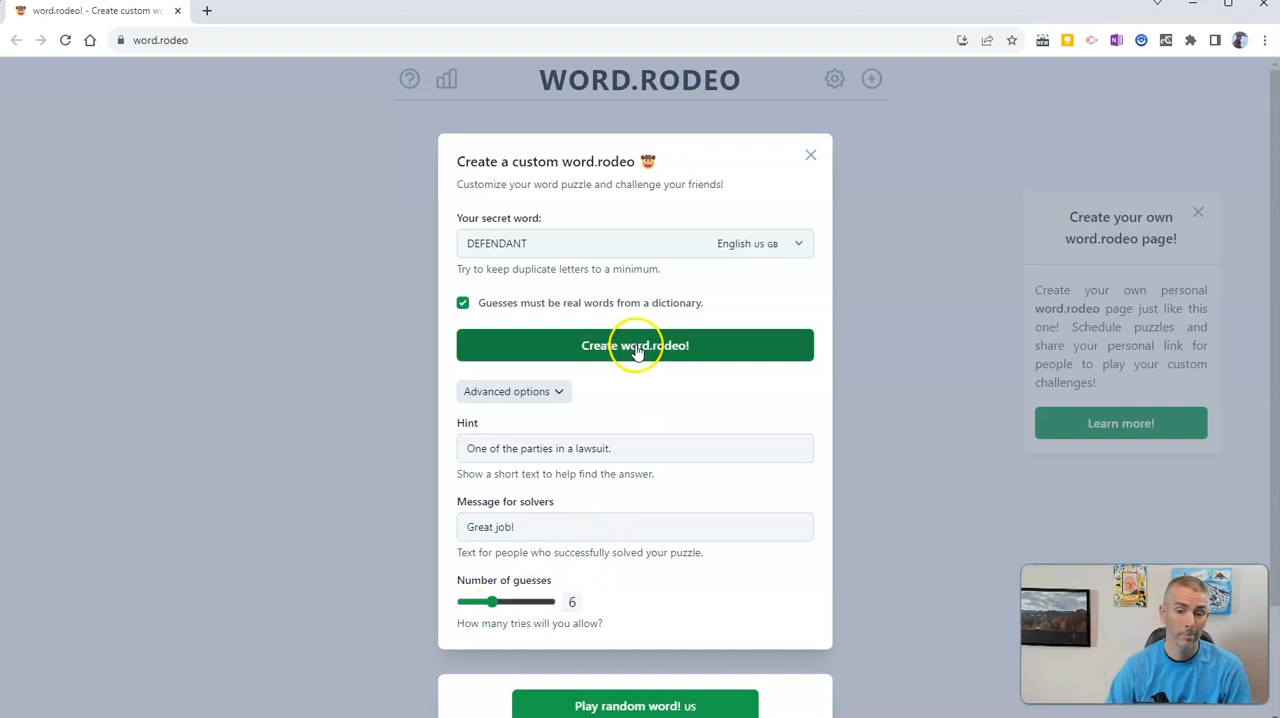 word.rodeo! - Create custom wo
word.rodeo
WORD.RODEO
Create a custom word.rodeo 🤠
Customize your word puzzle and challenge your friends!
Your secret word:
DEFENDANT English US GB
Try to keep duplicate letters to a minimum.
Guesses must be real words from a dictionary.
Create word.rodeo!
Advanced options
Hint
One of the parties in a lawsuit.
Show a short text to help find the answer.
Message for solvers
Great job!
Text for people who successfully solved your puzzle.
Number of guesses
6
How many tries will you allow?
Play random word! US
Create your own
word.rodeo page!
Create your own personal
word.rodeo page just like this
one! Schedule puzzles and
share your personal link for
people to play your custom
challenges!
Learn more!